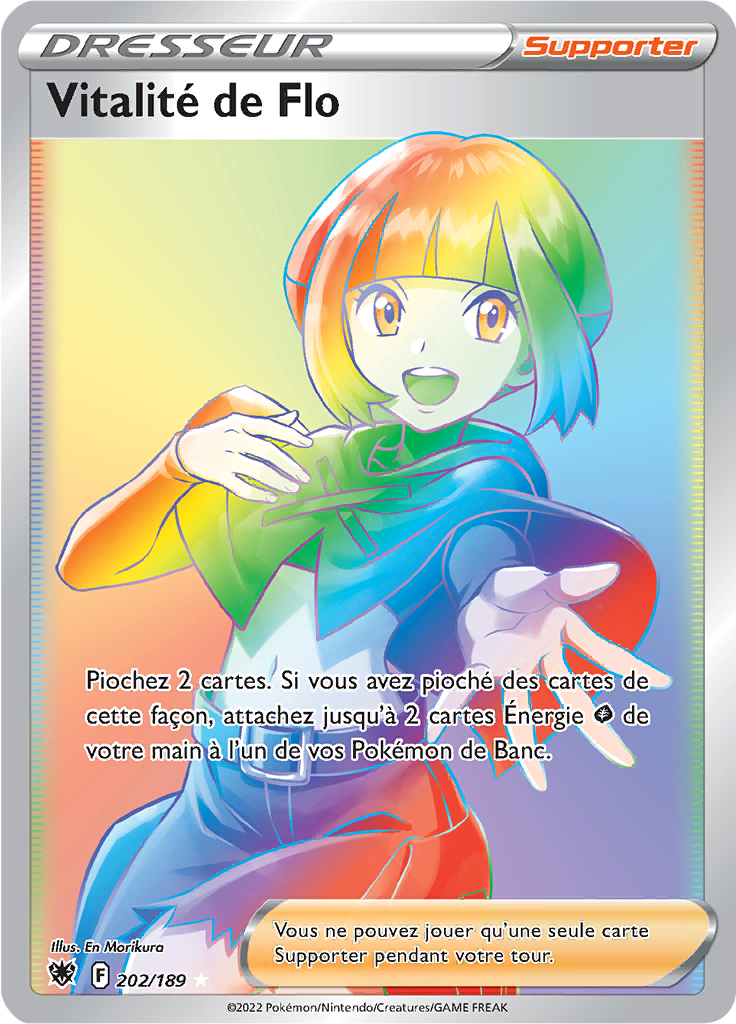 DRESSEUR
Supporter
Vitalité de Flo
Piochez 2 cartes. Si vous avez pioché des cartes de
cette façon, attachez jusqu'à 2 cartes Énergie de
votre main à l'un de vos Pokémon de Banc.
Vous ne pouvez jouer qu'une seule carte
Supporter pendant votre tour.
Illus. En Morikura
F 202/189
©2022 Pokémon/Nintendo/Creatures/GAME FREAK